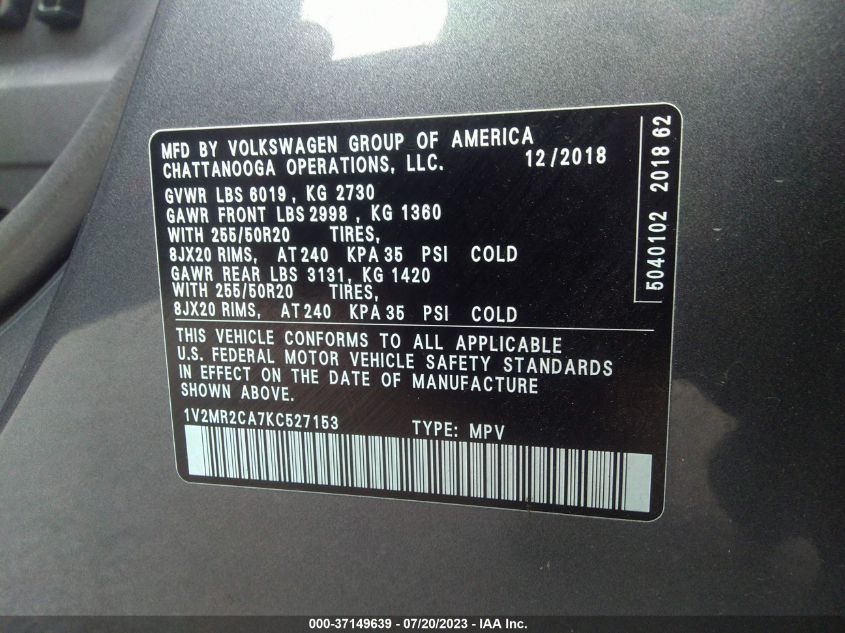 MFD BY VOLKSWAGEN GROUP OF AMERICA
CHATTANOOGA OPERATIONS, LLC. 12/2018
GVWR LBS 6019 , KG 2730
GAWR FRONT LBS 2998 , KG 1360
WITH 255/50R20 TIRES,
8JX20 RIMS, AT 240 KPA 35 PSI COLD
GAWR REAR LBS 3131, KG 1420
WITH 255/50R20 TIRES,
8JX20 RIMS, AT 240 KPA 35 PSI COLD
THIS VEHICLE CONFORMS TO ALL APPLICABLE
U.S. FEDERAL MOTOR VEHICLE SAFETY STANDARDS
IN EFFECT ON THE DATE OF MANUFACTURE
SHOWN ABOVE.
1V2MR2CA7KC527153 TYPE: MPV
5040102 2018 62
000-37149639 / 07/20/2023 - IAA Inc.